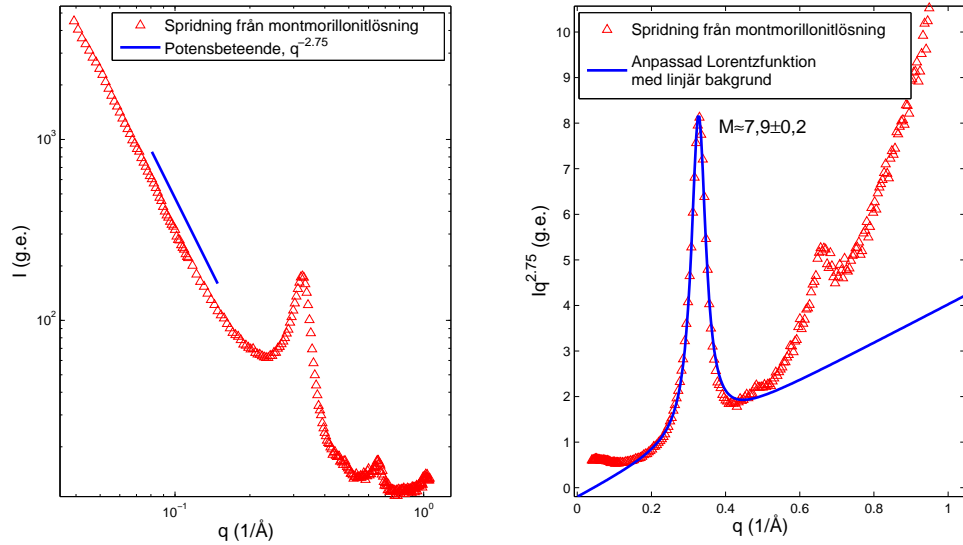 Spridning från montmorillonitlösning
Potensbeteende, q^−2.75
I (g.e.)
10^3
10^2
10^−1
10^0
q (1/Å)
Spridning från montmorillonitlösning
Anpassad Lorentzfunktion
med linjär bakgrund
M≈7,9±0,2
Iq^2.75 (g.e.)
10
9
8
7
6
5
4
3
2
1
0
0 0.2 0.4 0.6 0.8 1
q (1/Å)